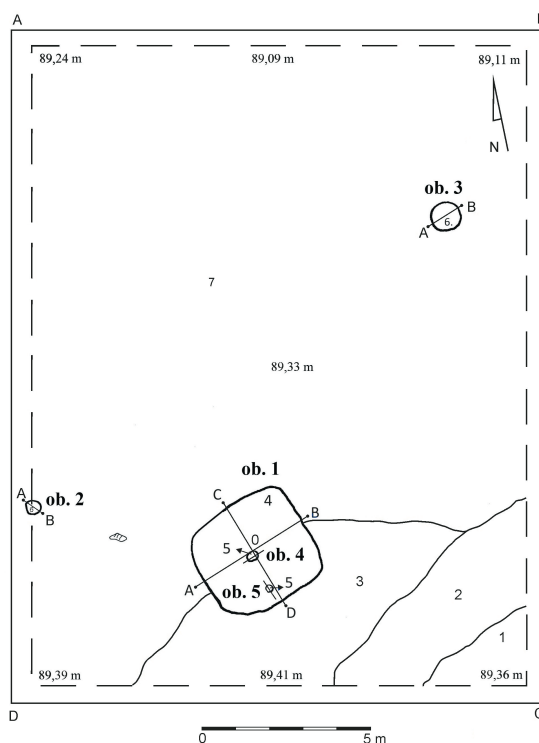 A
89,24 m 89,09 m 89,11 m
N
ob. 3
A B
6.
7
89,33 m
ob. 1
A ob. 2
B
C 4 B
0
5 ob. 4
A ob. 5 5
D
3
2
1
89,39 m 89,41 m 89,36 m
D
0 5 m